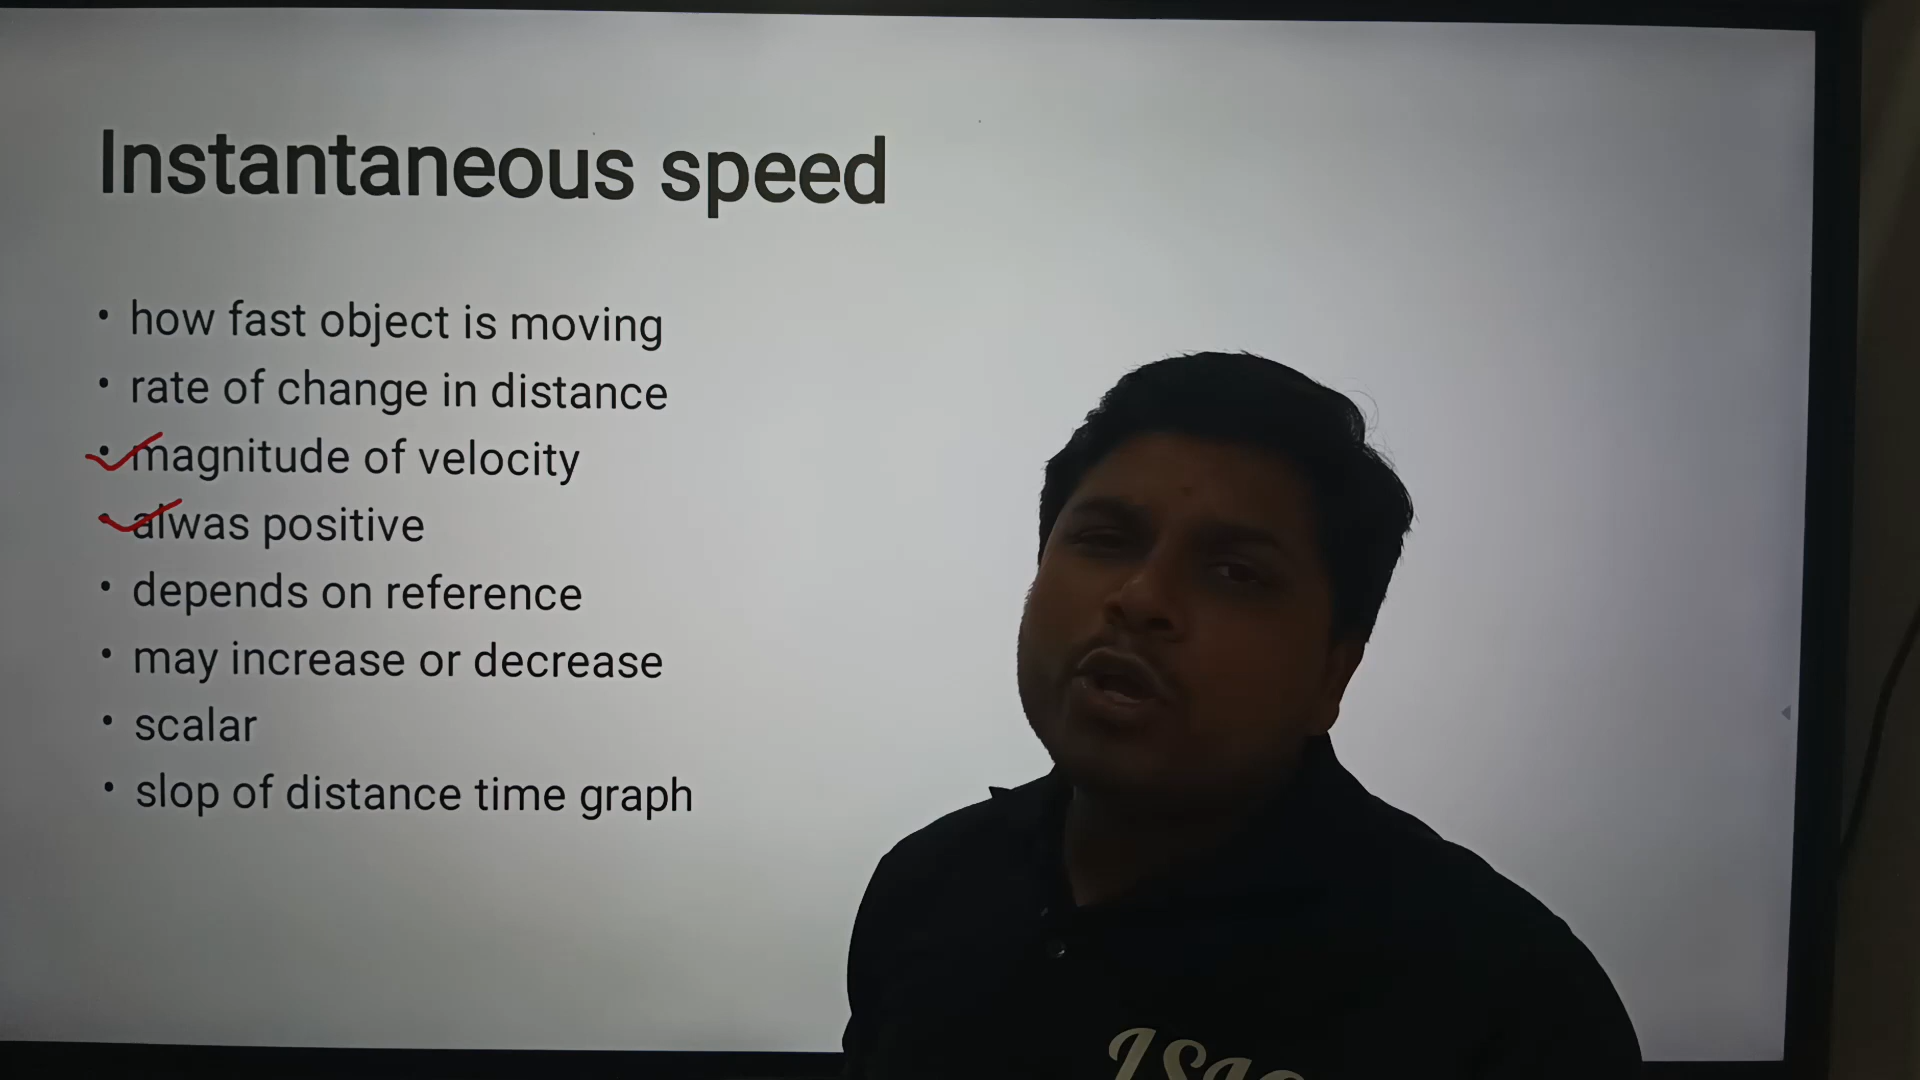 Instantaneous speed
• how fast object is moving
• rate of change in distance
• magnitude of velocity
• alwas positive
• depends on reference
• may increase or decrease
• scalar
• slop of distance time graph